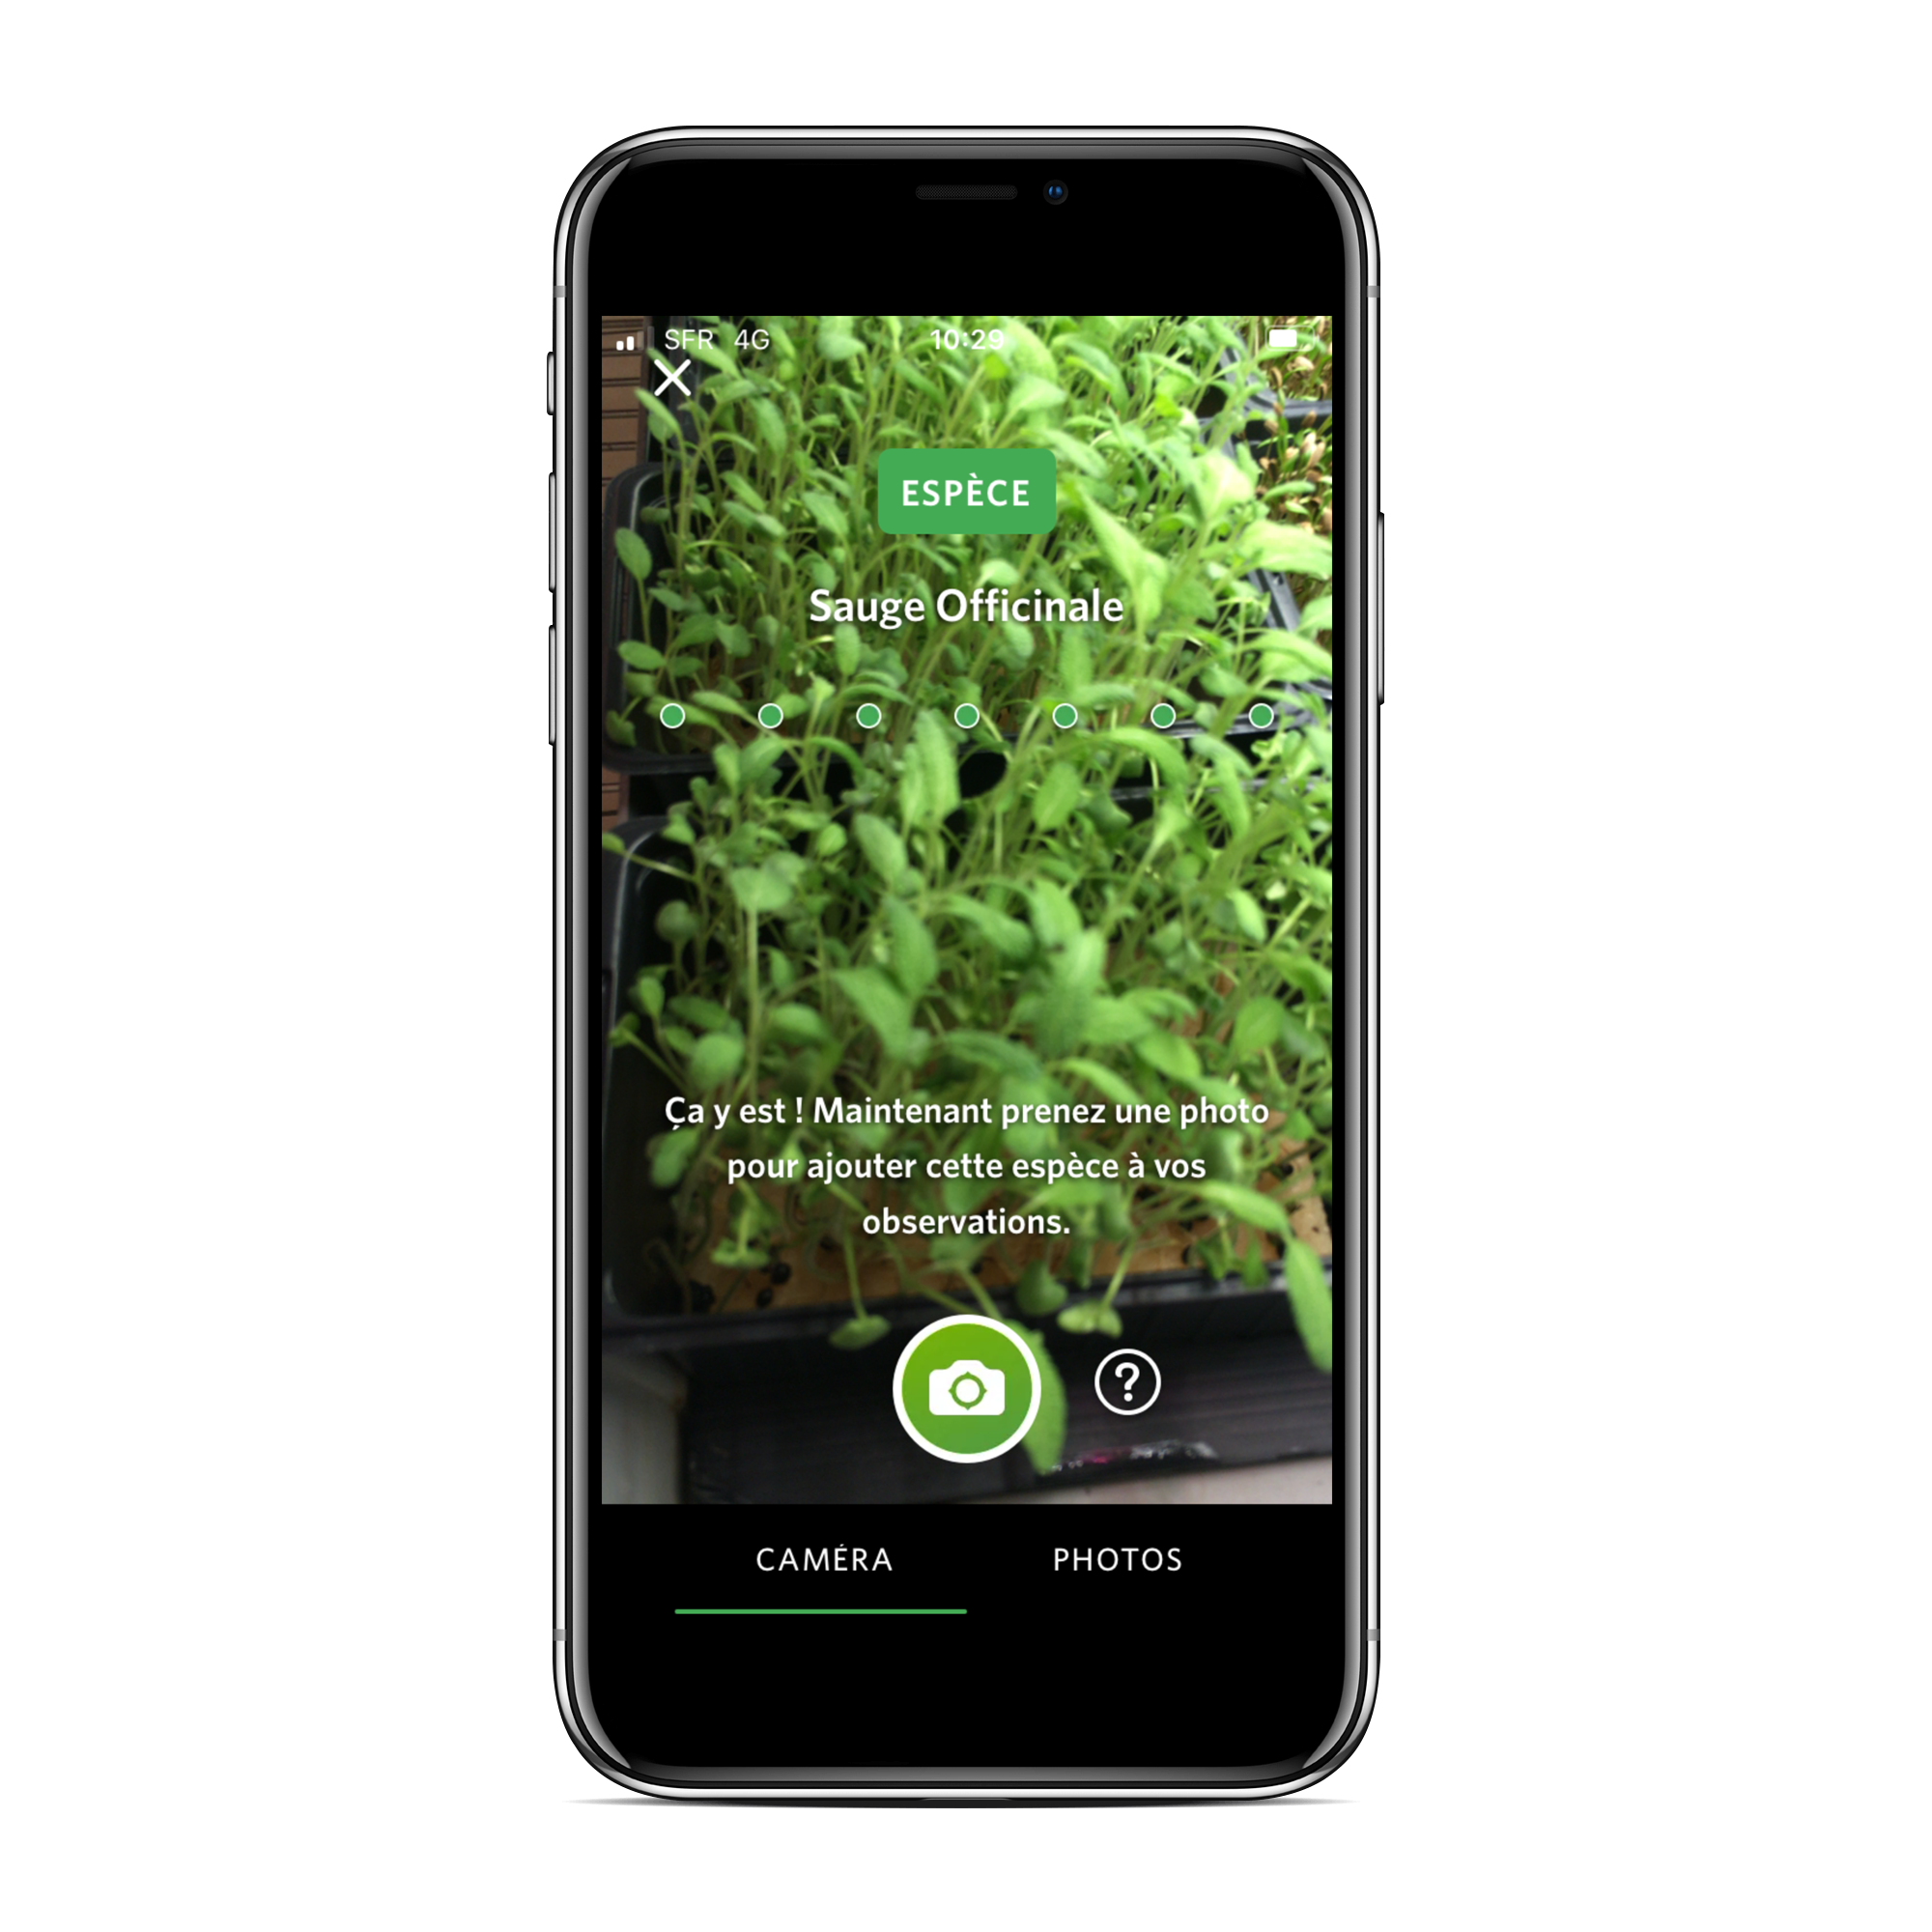 SFR 4G 10:29
ESPÈCE
Sauge Officinale
Ça y est ! Maintenant prenez une photo
pour ajouter cette espèce à vos
observations.
?
CAMÉRA PHOTOS